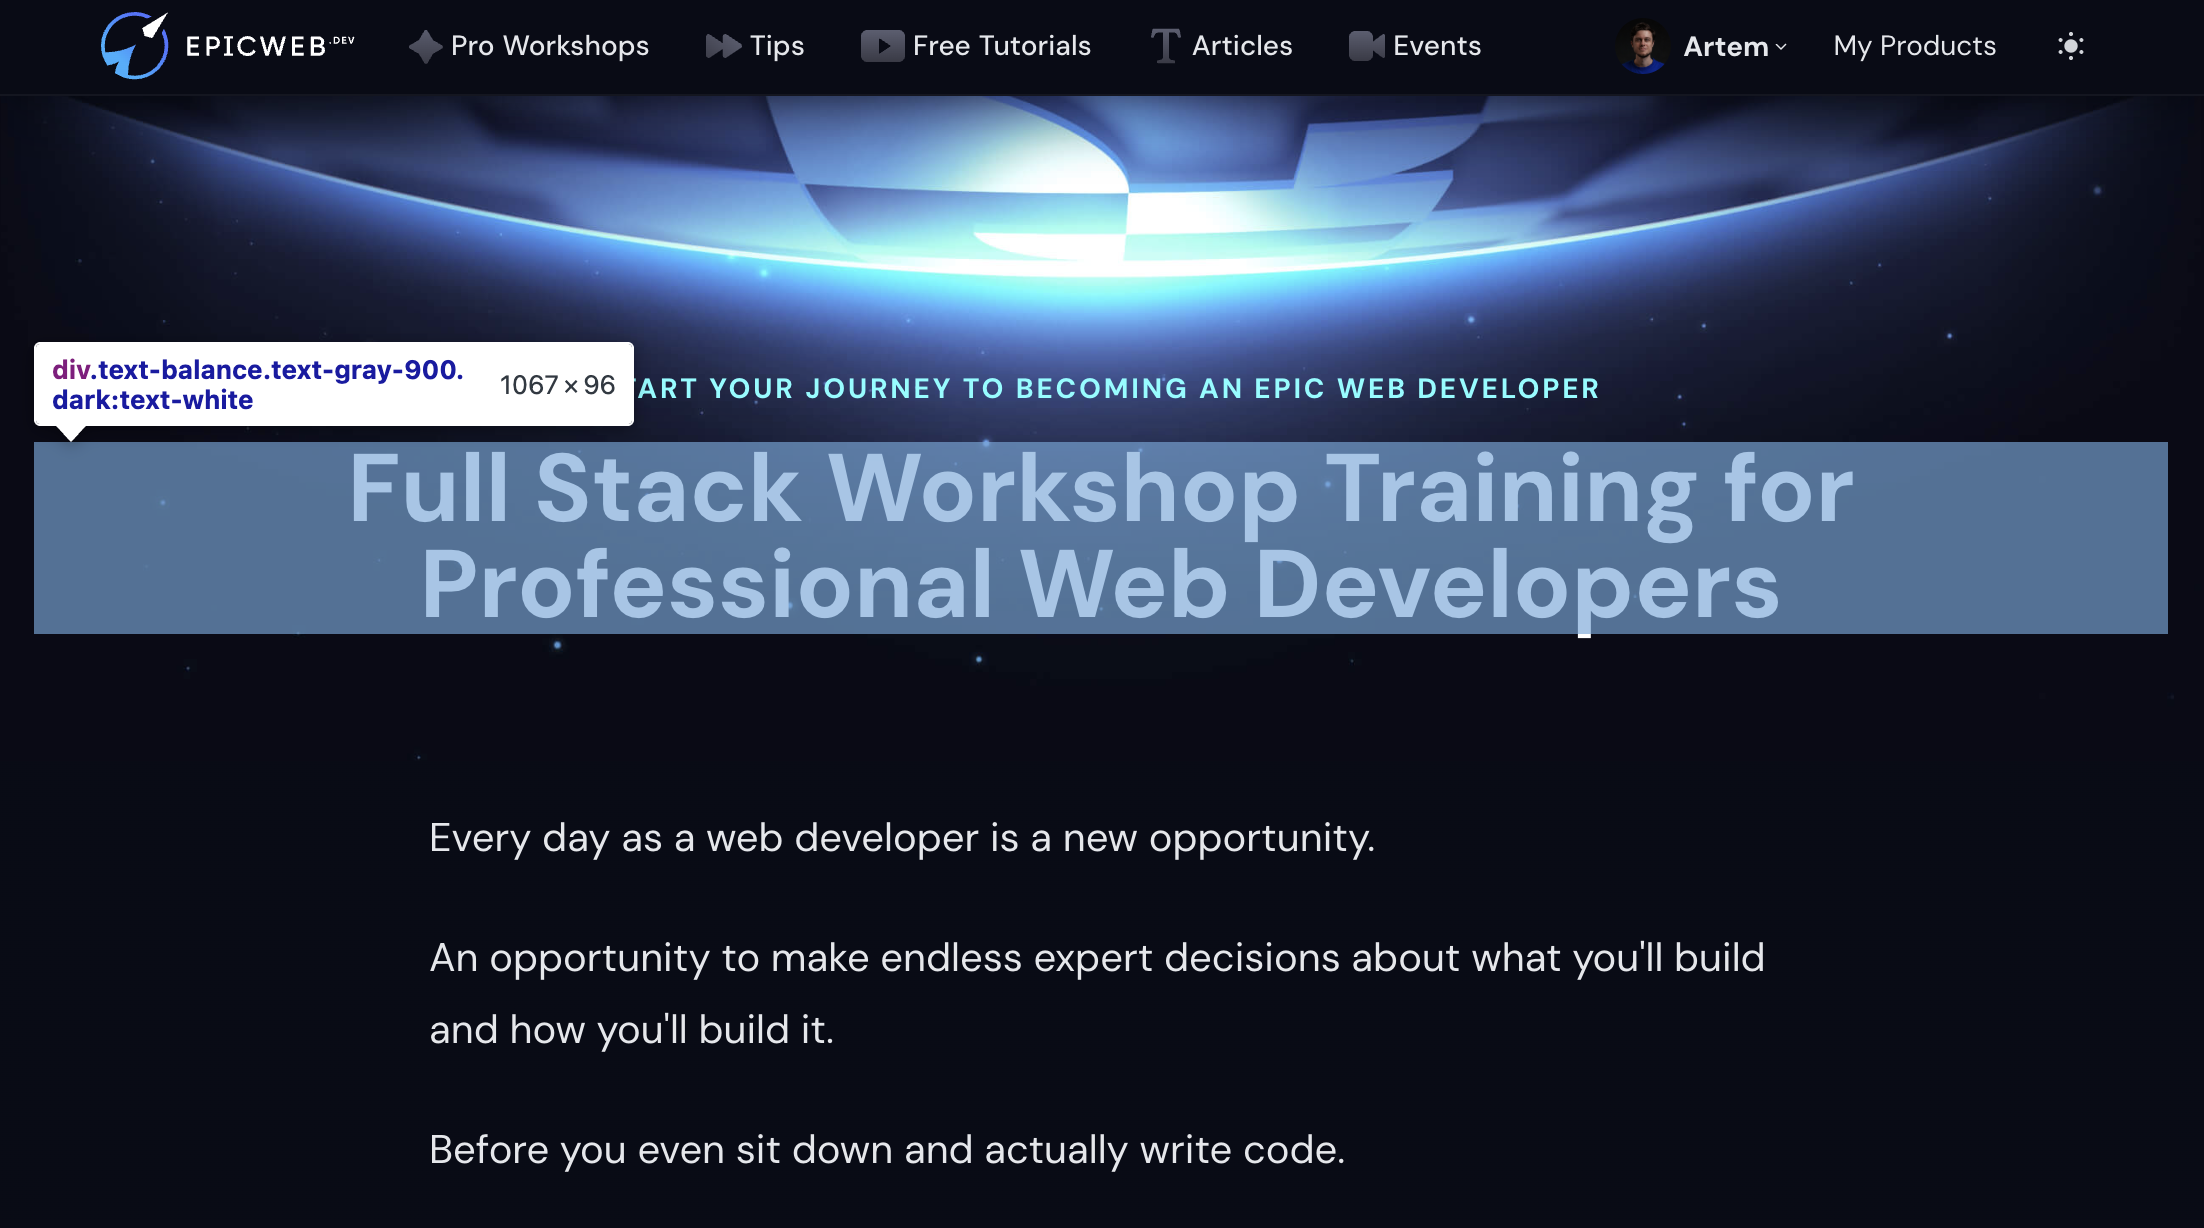 EPICWEB.DEV
Pro Workshops
Tips
Free Tutorials
Articles
Events
Artem
My Products
div.text-balance.text-gray-900.
dark:text-white
1067 × 96
ART YOUR JOURNEY TO BECOMING AN EPIC WEB DEVELOPER
Full Stack Workshop Training for
Professional Web Developers
Every day as a web developer is a new opportunity.
An opportunity to make endless expert decisions about what you'll build
and how you'll build it.
Before you even sit down and actually write code.